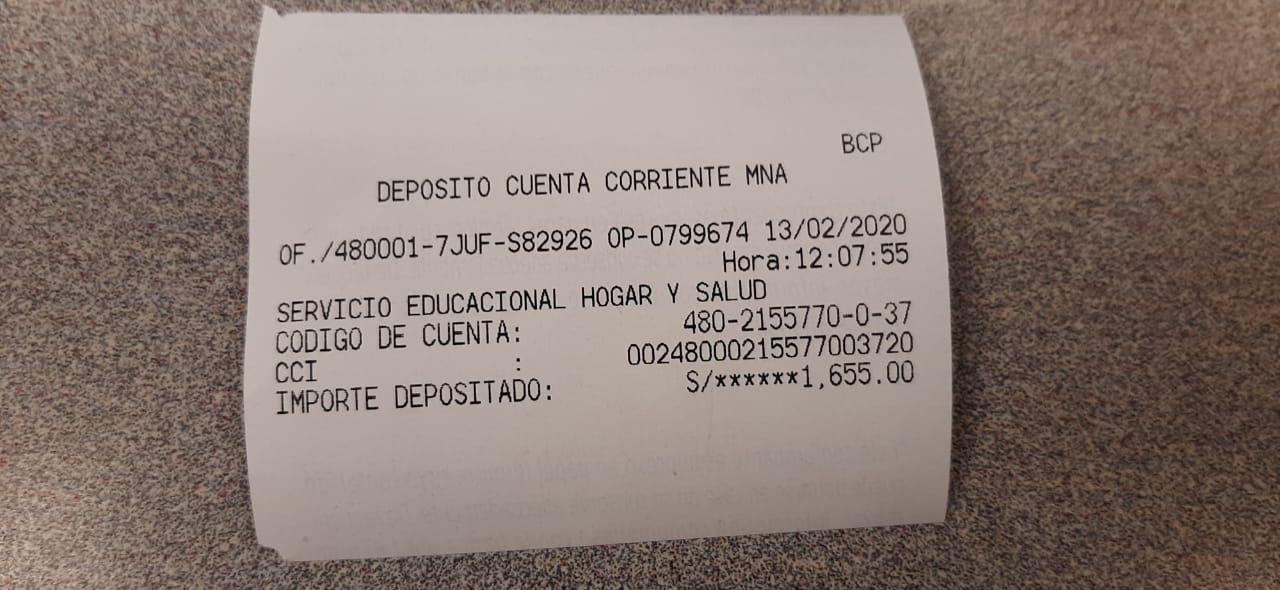 BCP
DEPOSITO CUENTA CORRIENTE MNA
OF./480001-7JUF-S82926 OP-0799674 13/02/2020
Hora:12:07:55
SERVICIO EDUCACIONAL HOGAR Y SALUD
CODIGO DE CUENTA: 480-2155770-0-37
CCI : 00248000215577003720
IMPORTE DEPOSITADO: S/******1,655.00